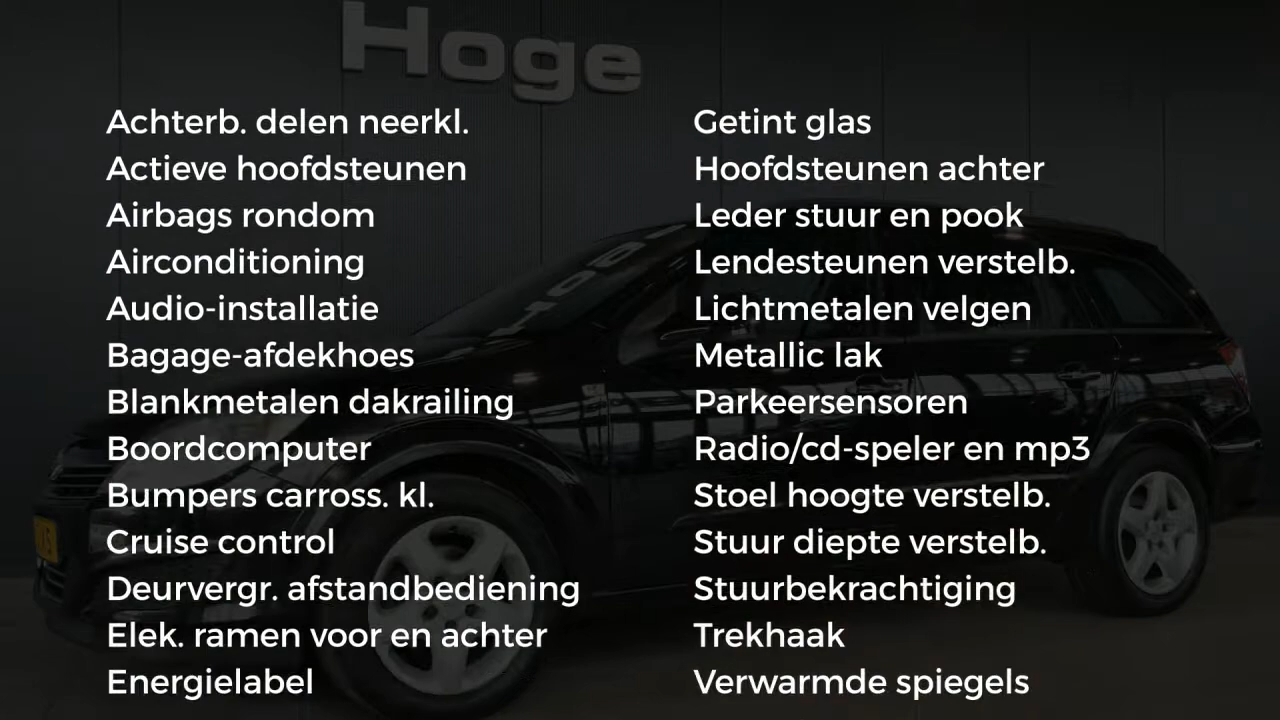 Hoge
Achterb. delen neerkl.
Actieve hoofdsteunen
Airbags rondom
Airconditioning
Audio-installatie
Bagage-afdekhoes
Blankmetalen dakrailing
Boordcomputer
Bumpers carross. kl.
Cruise control
Deurvergr. afstandbediening
Elek. ramen voor en achter
Energielabel
Getint glas
Hoofdsteunen achter
Leder stuur en pook
Lendesteunen verstelb.
Lichtmetalen velgen
Metallic lak
Parkeersensoren
Radio/cd-speler en mp3
Stoel hoogte verstelb.
Stuur diepte verstelb.
Stuurbekrachtiging
Trekhaak
Verwarmde spiegels